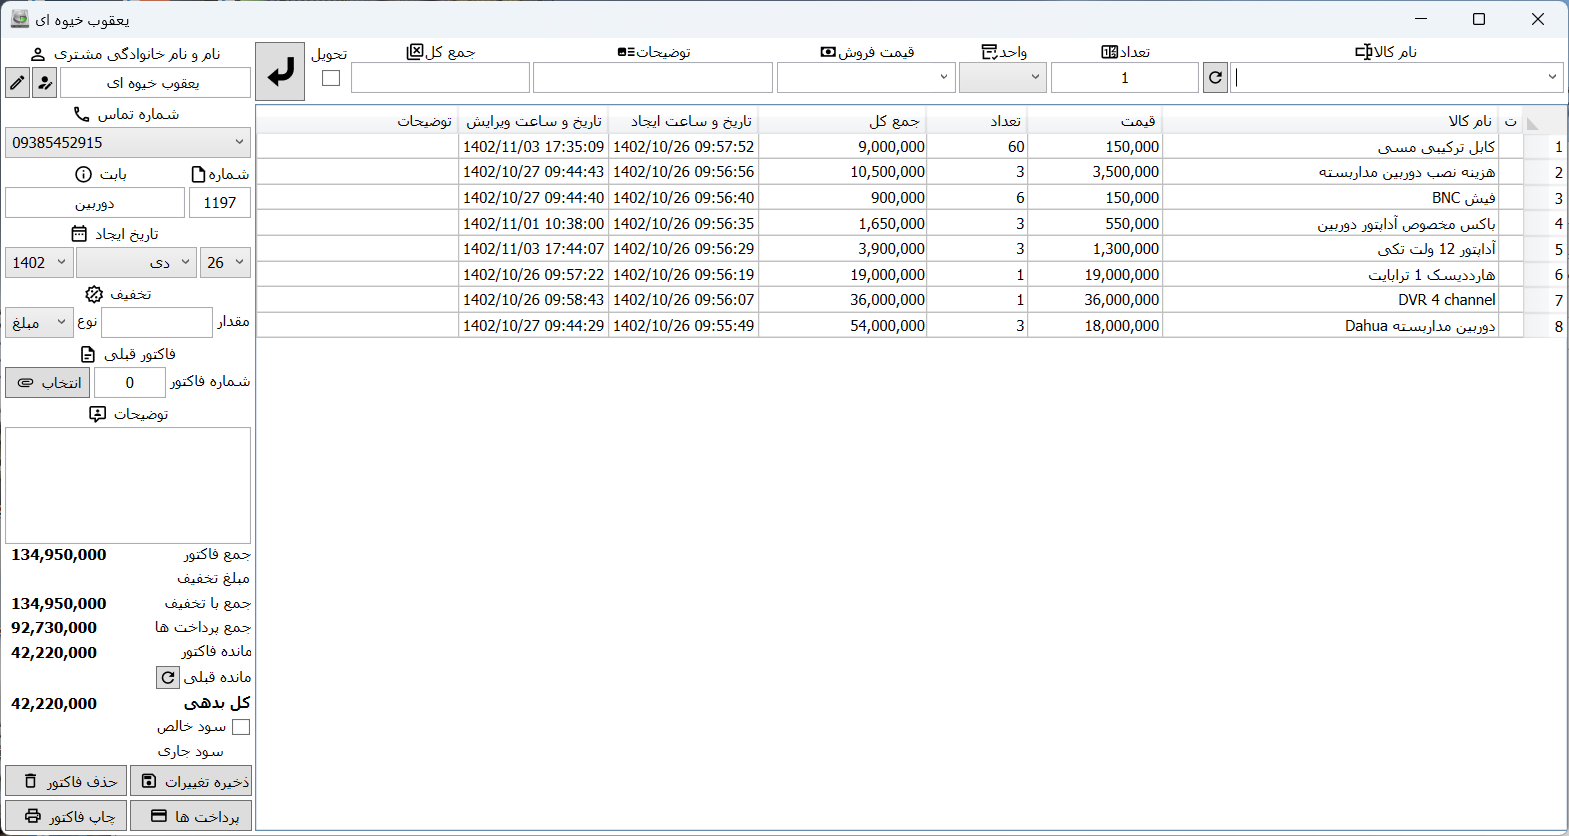 یعقوب خیوه ای
نام کالا
تعداد
واحد
قیمت فروش
توضیحات
جمع کل
تحویل
1
ت	نام کالا	قیمت	تعداد	جمع کل	تاریخ و ساعت ایجاد	تاریخ و ساعت ویرایش	توضیحات
1	کابل ترکیبی مسی	150,000	60	9,000,000	1402/10/26 09:57:52	1402/11/03 17:35:09
2	هزینه نصب دوربین مداربسته	3,500,000	3	10,500,000	1402/10/26 09:56:56	1402/10/27 09:44:43
3	فیش BNC	150,000	6	900,000	1402/10/26 09:56:40	1402/10/27 09:44:40
4	باکس مخصوص آداپتور دوربین	550,000	3	1,650,000	1402/10/26 09:56:35	1402/11/01 10:38:00
5	آداپتور 12 ولت تکی	1,300,000	3	3,900,000	1402/10/26 09:56:29	1402/11/03 17:44:07
6	هارددیسک 1 ترابایت	19,000,000	1	19,000,000	1402/10/26 09:56:19	1402/10/26 09:57:22
7	DVR 4 channel	36,000,000	1	36,000,000	1402/10/26 09:56:07	1402/10/26 09:58:43
8	دوربین مداربسته Dahua	18,000,000	3	54,000,000	1402/10/26 09:55:49	1402/10/27 09:44:29
نام و نام خانوادگی مشتری
یعقوب خیوه ای
شماره تماس
09385452915
شماره	بابت
1197	دوربین
تاریخ ایجاد
26	دی	1402
تخفیف
مقدار	نوع	مبلغ
فاکتور قبلی
شماره فاکتور	0	انتخاب
توضیحات
جمع فاکتور	134,950,000
مبلغ تخفیف
جمع با تخفیف	134,950,000
جمع پرداخت ها	92,730,000
مانده فاکتور	42,220,000
مانده قبلی
کل بدهی	42,220,000
سود خالص
سود جاری
ذخیره تغییرات	حذف فاکتور
پرداخت ها	چاپ فاکتور